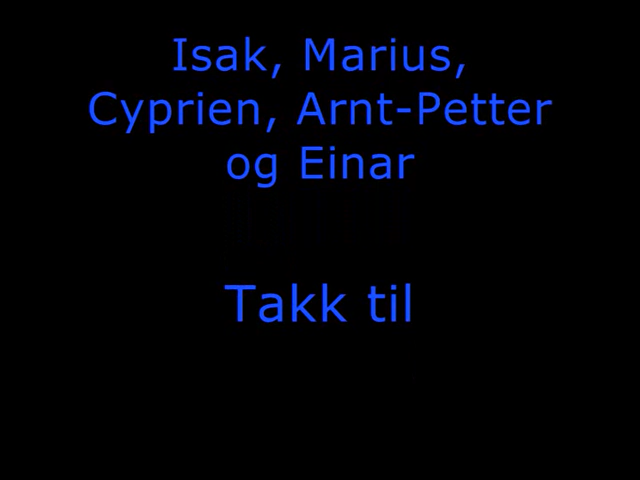 Isak, Marius,
Cyprien, Arnt-Petter
og Einar
Takk til